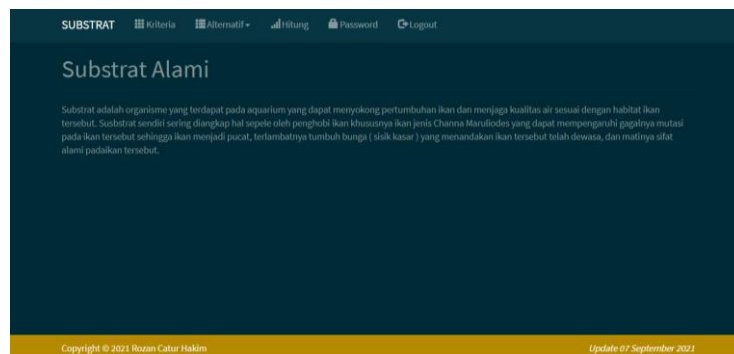 SUBSTRAT Kriteria Alternatif Hitung Password Logout
Substrat Alami
Substrat adalah organisme yang terdapat pada aquarium yang dapat menyokong pertumbuhan ikan dan menjaga kualitas air sesuai dengan habitat ikan
tersebut. Susbstrat sendiri sering diangkap hal sepele oleh penghobi ikan khususnya ikan jenis Channa Maruliodes yang dapat mempengaruhi gagalnya mutasi
pada ikan tersebut sehingga ikan menjadi pucat, terlambatnya tumbuh bunga ( sisik kasar ) yang menandakan ikan tersebut telah dewasa, dan matinya sifat
alami padaikan tersebut.
Copyright © 2021 Rozan Catur Hakim Update 07 September 2021